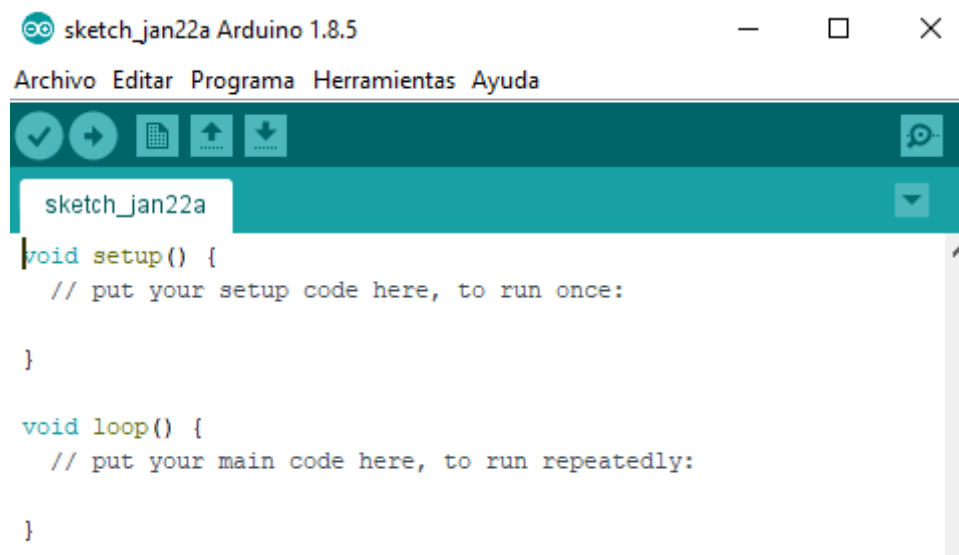 sketch_jan22a Arduino 1.8.5
Archivo Editar Programa Herramientas Ayuda
sketch_jan22a
void setup() {
  // put your setup code here, to run once:
}
void loop() {
  // put your main code here, to run repeatedly:
}